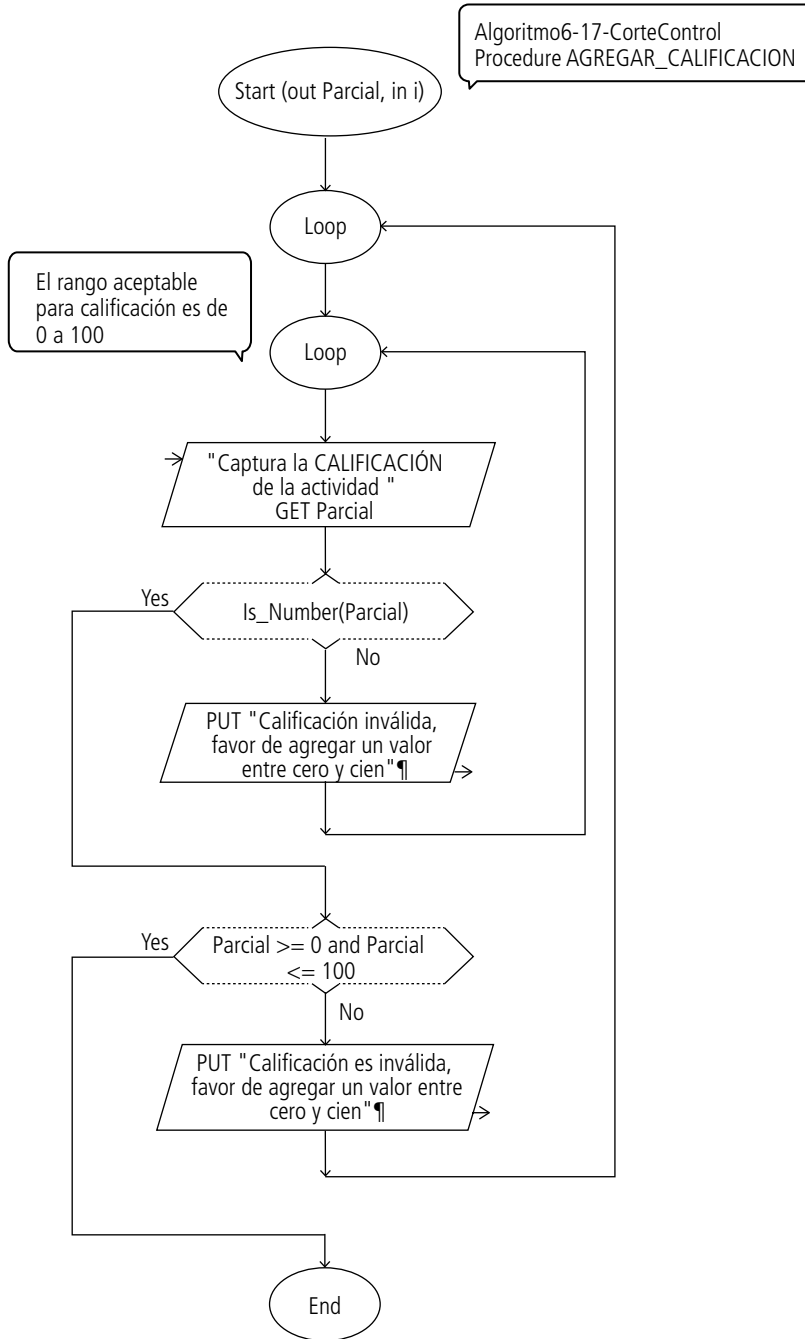 Algoritmo6-17-CorteControl
Procedure AGREGAR_CALIFICACION
Start (out Parcial, in i)
Loop
El rango aceptable
para calificación es de
0 a 100
Loop
"Captura la CALIFICACIÓN
de la actividad "
GET Parcial
Yes
Is_Number(Parcial)
No
PUT "Calificación inválida,
favor de agregar un valor
entre cero y cien"¶
Yes
Parcial >= 0 and Parcial
<= 100
No
PUT "Calificación es inválida,
favor de agregar un valor entre
cero y cien"¶
End